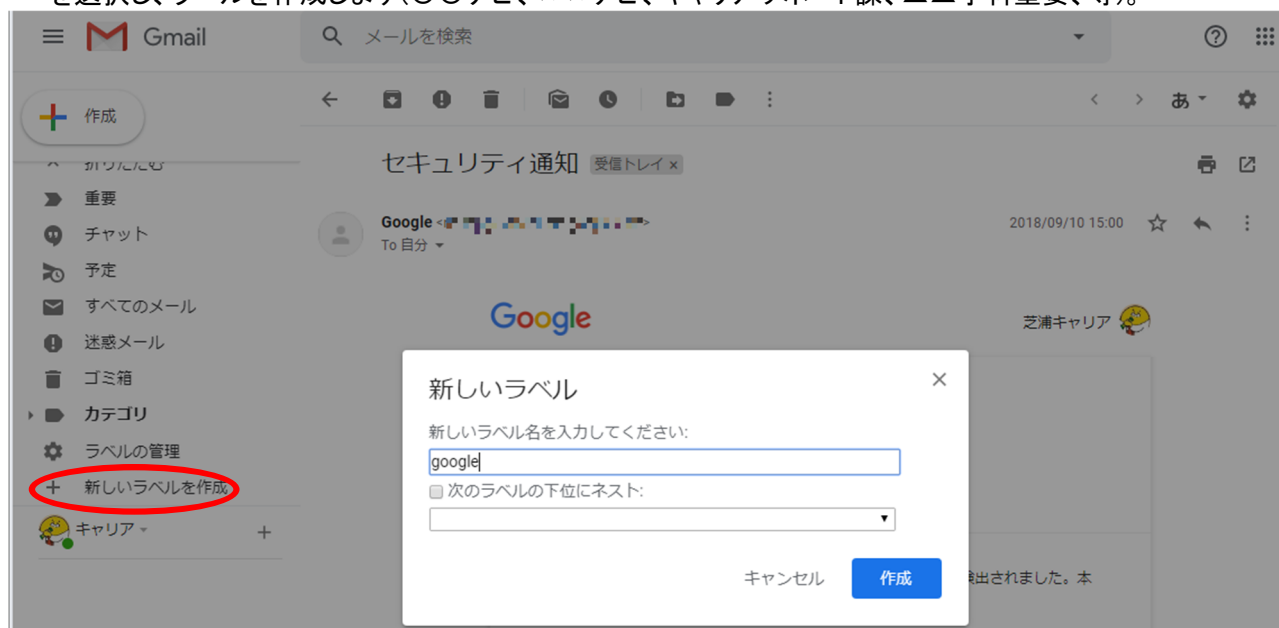 Gmail
メールを検索
作成
あ
折りたたむ
セキュリティ通知 受信トレイ ×
重要
Google
2018/09/10 15:00
To 自分
チャット
予定
すべてのメール
Google
芝浦キャリア
迷惑メール
ゴミ箱
新しいラベル
カテゴリ
新しいラベル名を入力してください:
ラベルの管理
google
新しいラベルを作成
次のラベルの下位にネスト:
キャリア
キャンセル
作成
出されました。本